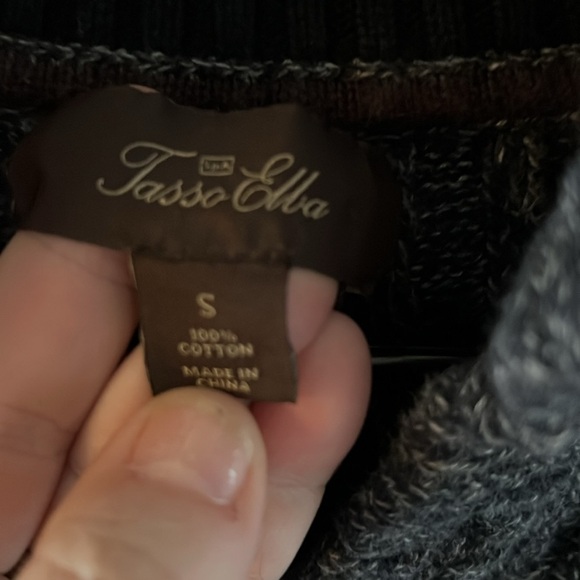 Tasso Elba
S
100%
COTTON
MADE IN
CHINA